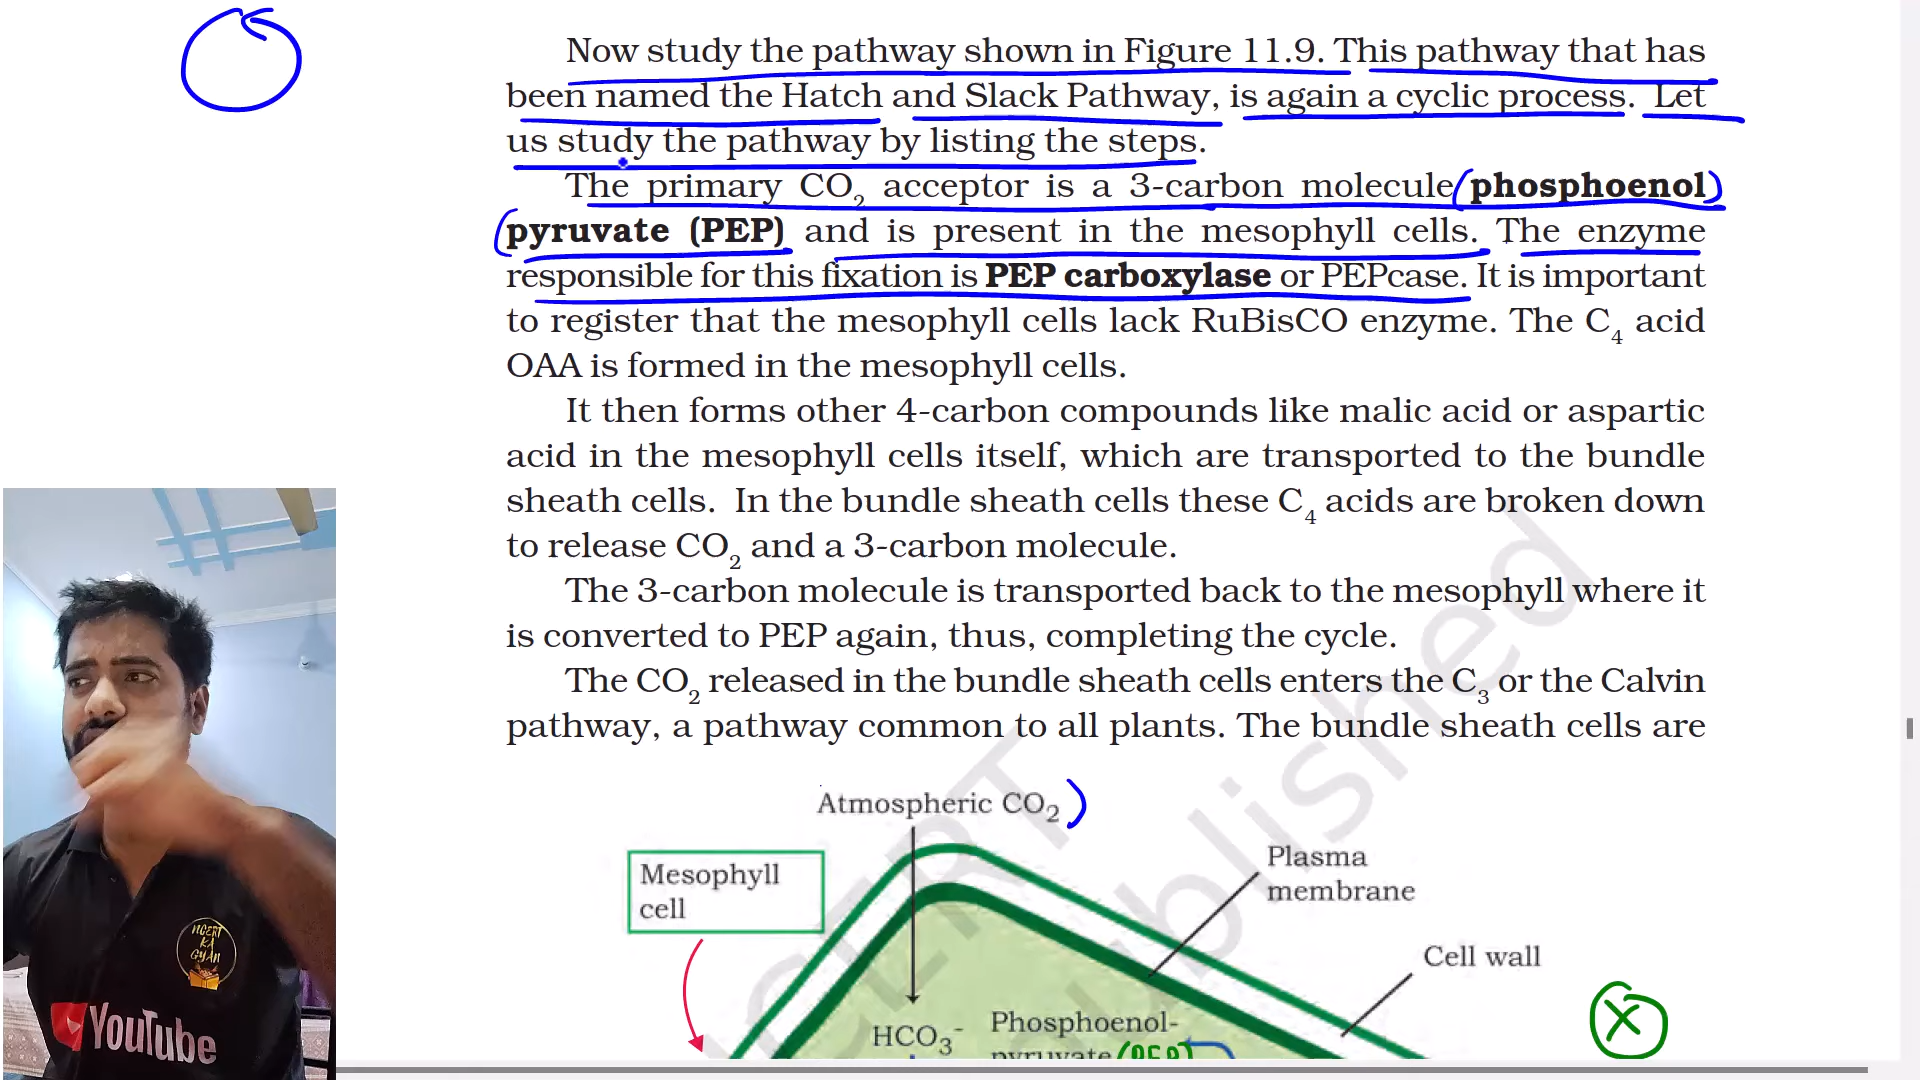 Now study the pathway shown in Figure 11.9. This pathway that has
been named the Hatch and Slack Pathway, is again a cyclic process. Let
us study the pathway by listing the steps.
The primary CO2 acceptor is a 3-carbon molecule phosphoenol
pyruvate (PEP) and is present in the mesophyll cells. The enzyme
responsible for this fixation is PEP carboxylase or PEPcase. It is important
to register that the mesophyll cells lack RuBisCO enzyme. The C4 acid
OAA is formed in the mesophyll cells.
It then forms other 4-carbon compounds like malic acid or aspartic
acid in the mesophyll cells itself, which are transported to the bundle
sheath cells. In the bundle sheath cells these C4 acids are broken down
to release CO2 and a 3-carbon molecule.
The 3-carbon molecule is transported back to the mesophyll where it
is converted to PEP again, thus, completing the cycle.
The CO2 released in the bundle sheath cells enters the C3 or the Calvin
pathway, a pathway common to all plants. The bundle sheath cells are
Atmospheric CO2
Mesophyll
cell
Plasma
membrane
Cell wall
HCO3-
Phosphoenol-
pyruvate (PEP)
NCERT
KA
GYAN
YouTube